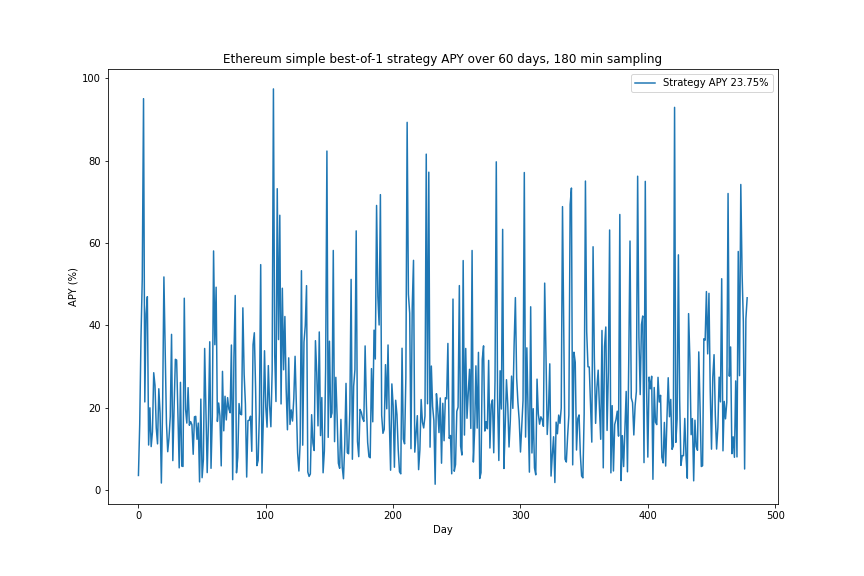 Ethereum simple best-of-1 strategy APY over 60 days, 180 min sampling
Strategy APY 23.75%
APY (%)
100
80
60
40
20
0
0 100 200 300 400 500
Day